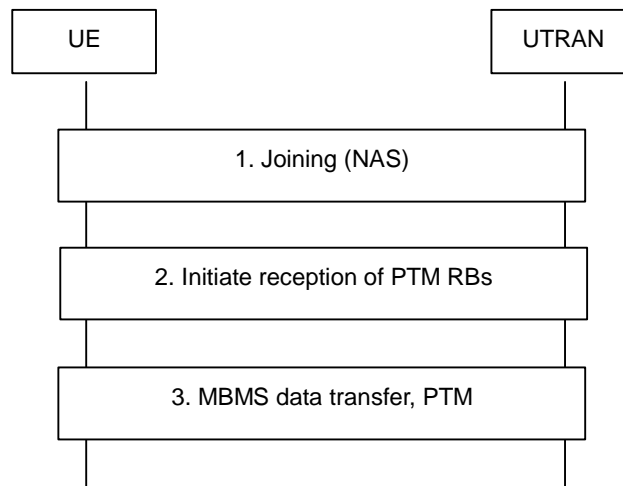 UE
UTRAN
1. Joining (NAS)
2. Initiate reception of PTM RBs
3. MBMS data transfer, PTM